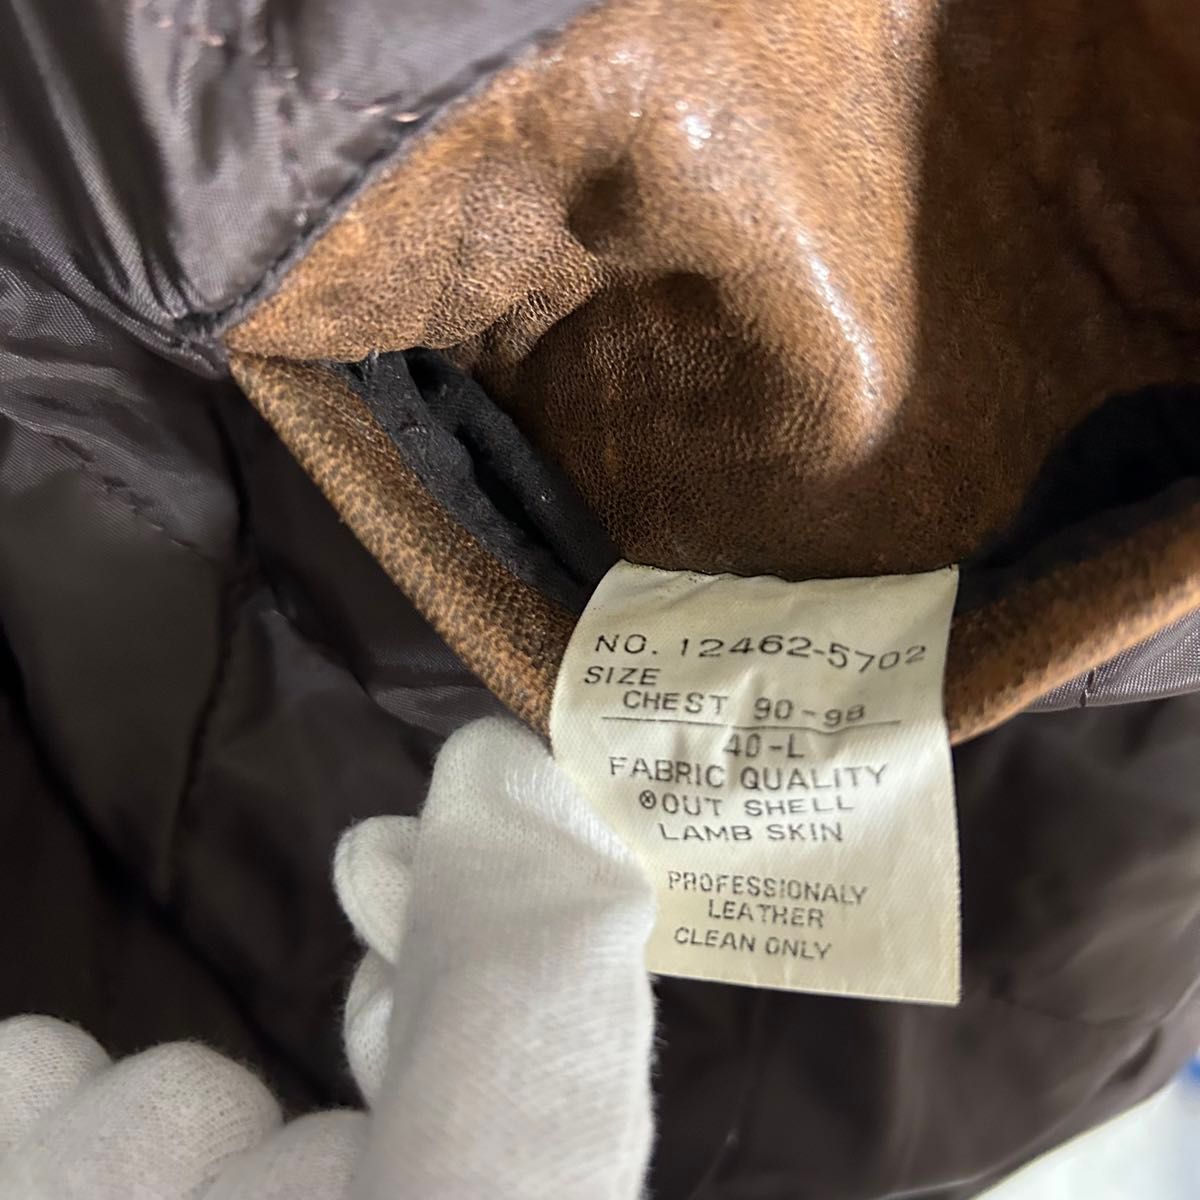 NO. 12462-5702
SIZE
CHEST 90-98
40-L
FABRIC QUALITY
⊗OUT SHELL
LAMB SKIN
PROFESSIONALY
LEATHER
CLEAN ONLY